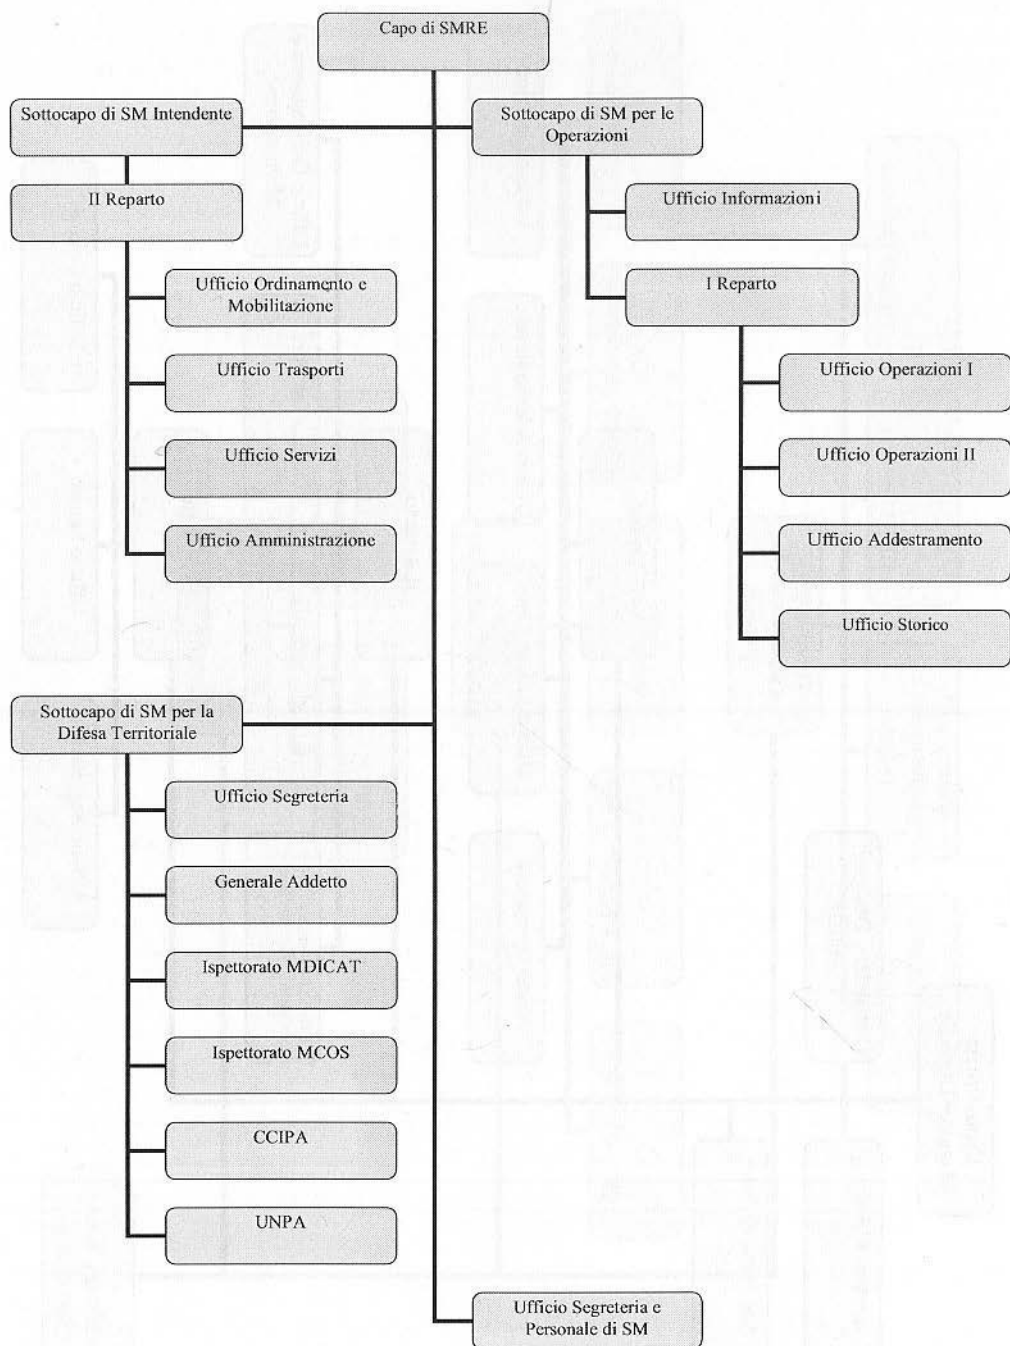 Capo di SMRE
Sottocapo di SM Intendente
Sottocapo di SM per le
Operazioni
II Reparto
Ufficio Informazioni
Ufficio Ordinamento e
Mobilitazione
I Reparto
Ufficio Trasporti
Ufficio Operazioni I
Ufficio Servizi
Ufficio Operazioni II
Ufficio Amministrazione
Ufficio Addestramento
Ufficio Storico
Sottocapo di SM per la
Difesa Territoriale
Ufficio Segreteria
Generale Addetto
Ispettorato MDICAT
Ispettorato MCOS
CCIPA
UNPA
Ufficio Segreteria e
Personale di SM